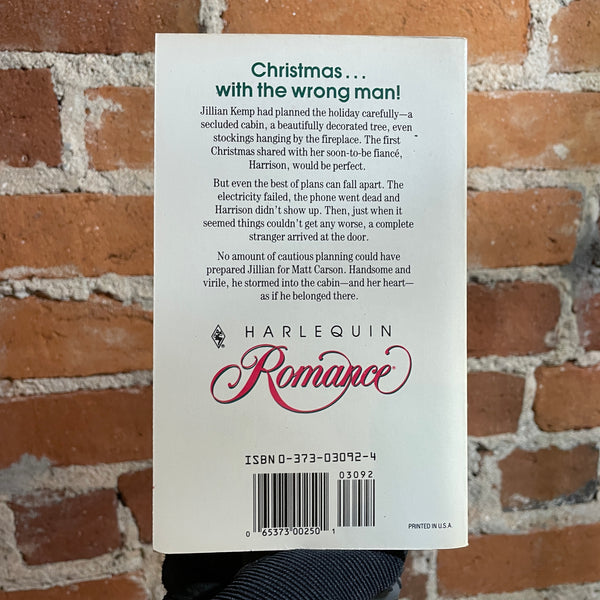 Christmas...
with the wrong man!
Jillian Kemp had planned the holiday carefully—a
secluded cabin, a beautifully decorated tree, even
stockings hanging by the fireplace. The first
Christmas shared with her soon-to-be fiancé,
Harrison, would be perfect.
But even the best of plans can fall apart. The
electricity failed, the phone went dead and
Harrison didn't show up. Then, just when it
seemed things couldn't get any worse, a complete
stranger arrived at the door.
No amount of cautious planning could have
prepared Jillian for Matt Carson. Handsome and
virile, he stormed into the cabin—and her heart—
as if he belonged there.
HARLEQUIN
Romance®
ISBN 0-373-03092-4
03092
0 65373 00250 1
PRINTED IN U.S.A.